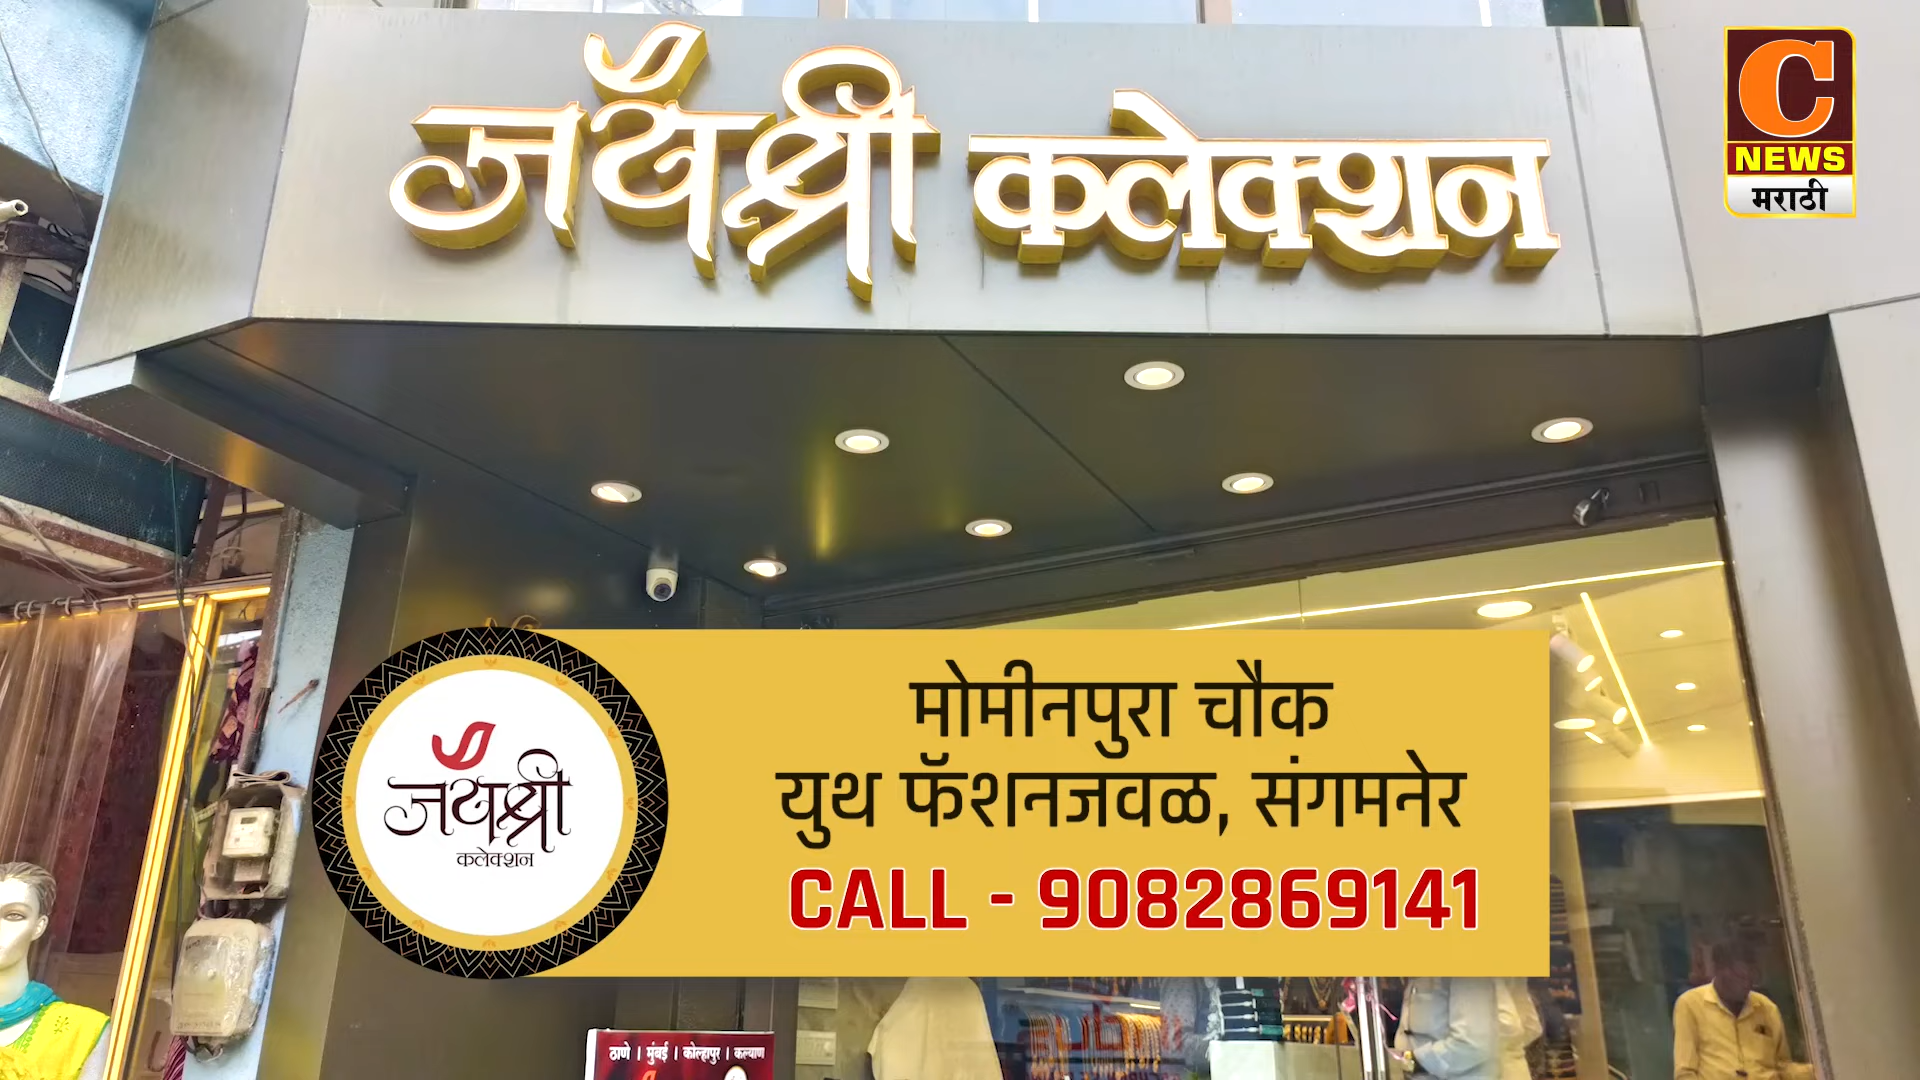 जयश्री कलेक्शन
C
NEWS
मराठी
मोमीनपुरा चौक
युथ फॅशनजवळ, संगमनेर
CALL - 9082869141
जयश्री
कलेक्शन
ठाणे | मुंबई | कोल्हापुर | कल्याण